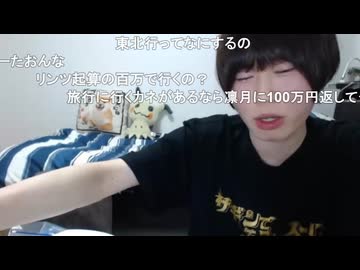 東北行ってなにするの
ーたおんな
リンツ起算の百万で行くの？
旅行に行くカネがあるなら凛月に100万円返して